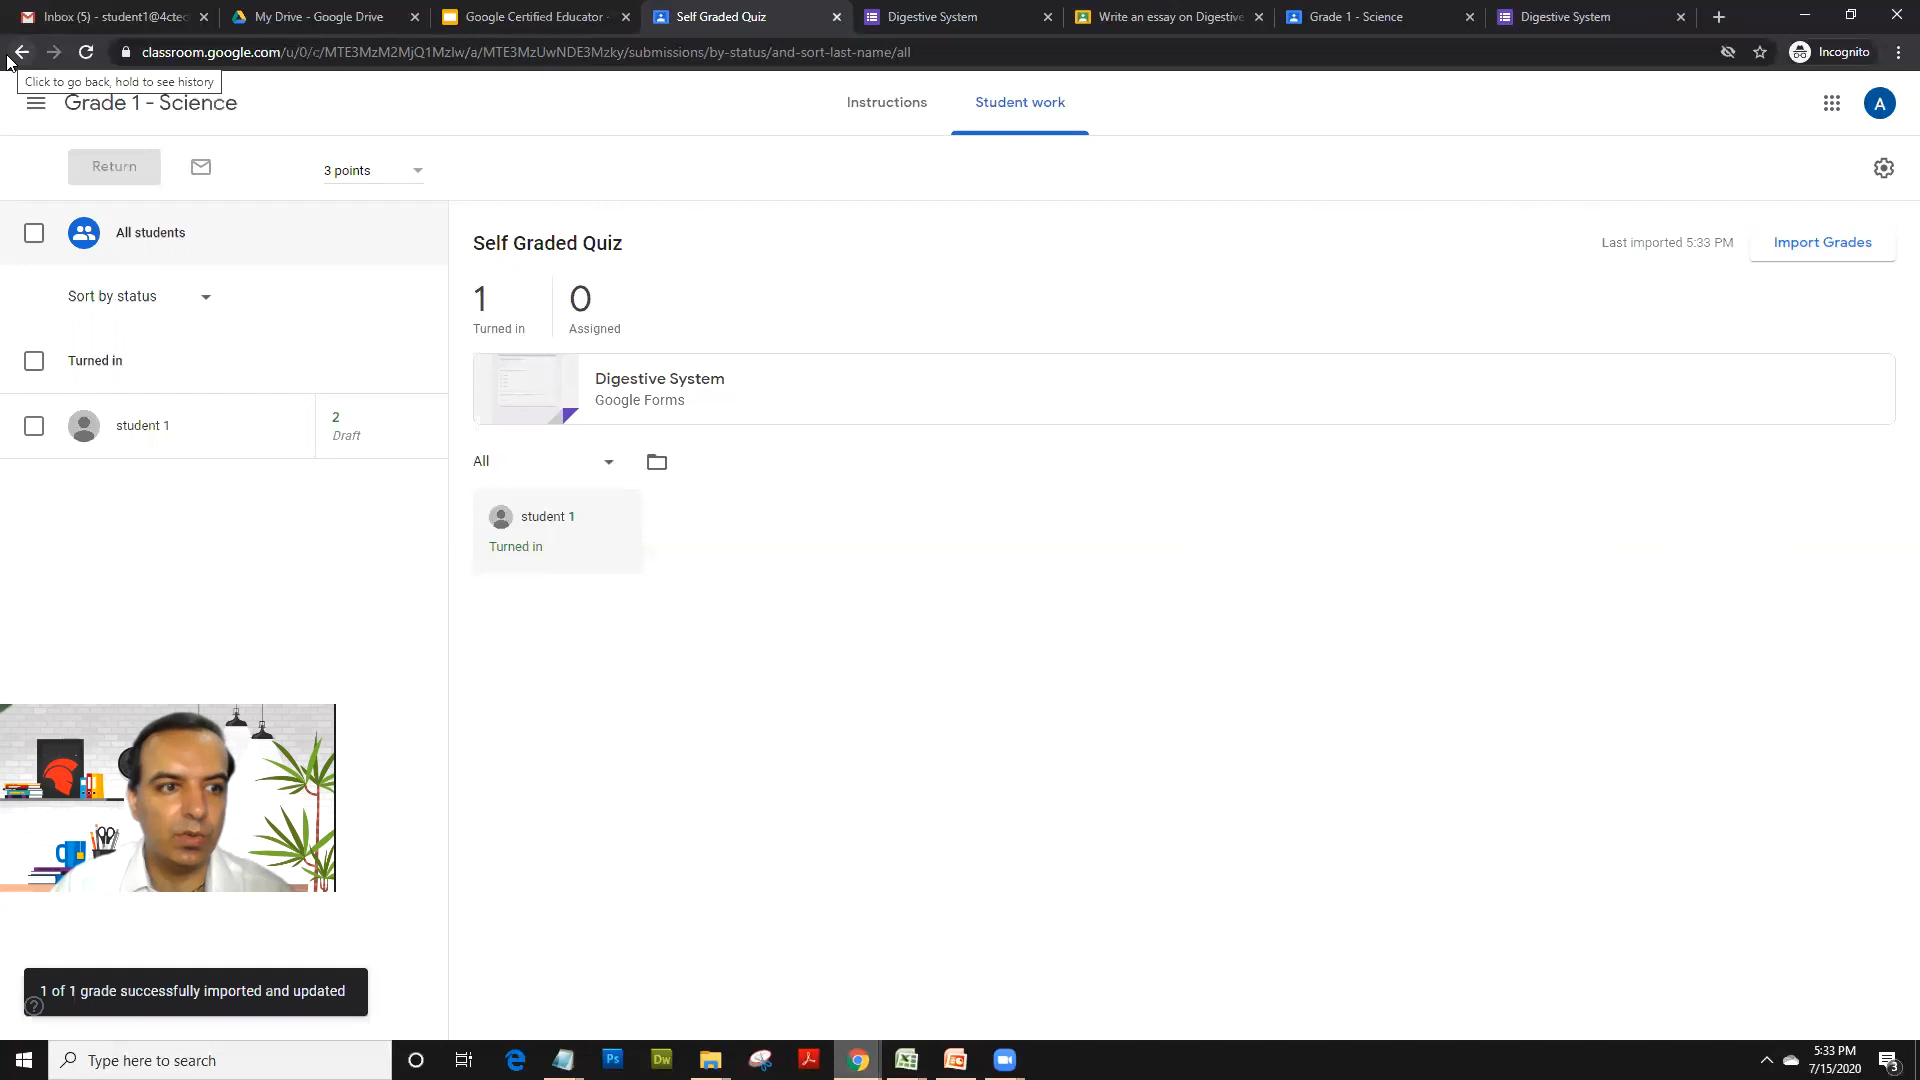 Inbox (5) - student1@4ctec
My Drive - Google Drive
Google Certified Educator -
Self Graded Quiz
Digestive System
Write an essay on Digestive
Grade 1 - Science
Digestive System
classroom.google.com/u/0/c/MTE3MzM2MjQ1MzIw/a/MTE3MzUwNDE3Mzky/submissions/by-status/and-sort-last-name/all
Incognito
Click to go back, hold to see history
Grade 1 - Science
Instructions
Student work
A
Return
3 points
All students
Sort by status
Turned in
student 1
2
Draft
Self Graded Quiz
Last imported 5:33 PM
Import Grades
1
Turned in
0
Assigned
Digestive System
Google Forms
All
student 1
Turned in
1 of 1 grade successfully imported and updated
?
Type here to search
Ps
Dw
5:33 PM
7/15/2020
3